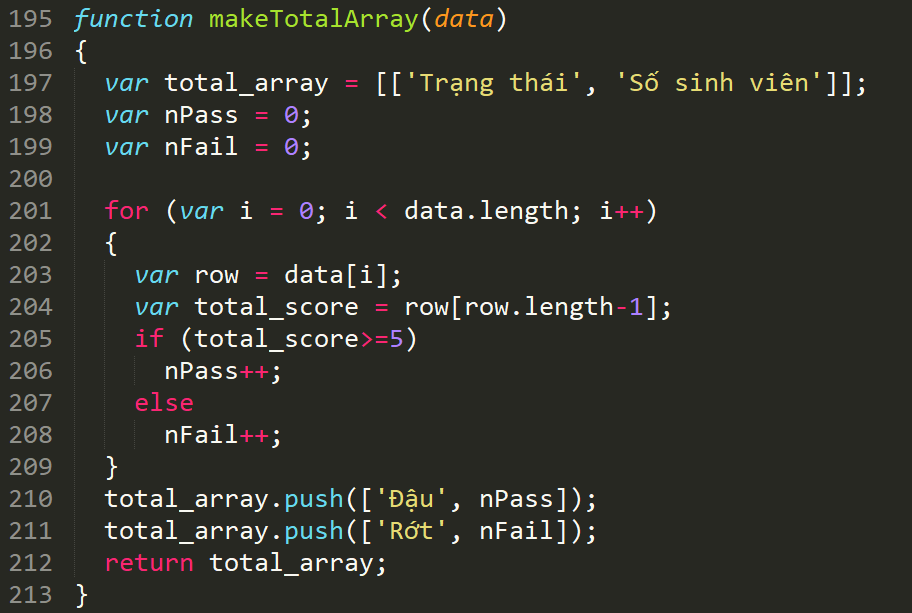 195 function makeTotalArray(data)
196 {
197   var total_array = [['Trạng thái', 'Số sinh viên']];
198   var nPass = 0;
199   var nFail = 0;
200
201   for (var i = 0; i < data.length; i++)
202   {
203     var row = data[i];
204     var total_score = row[row.length-1];
205     if (total_score>=5)
206       nPass++;
207     else
208       nFail++;
209   }
210   total_array.push(['Đậu', nPass]);
211   total_array.push(['Rớt', nFail]);
212   return total_array;
213 }